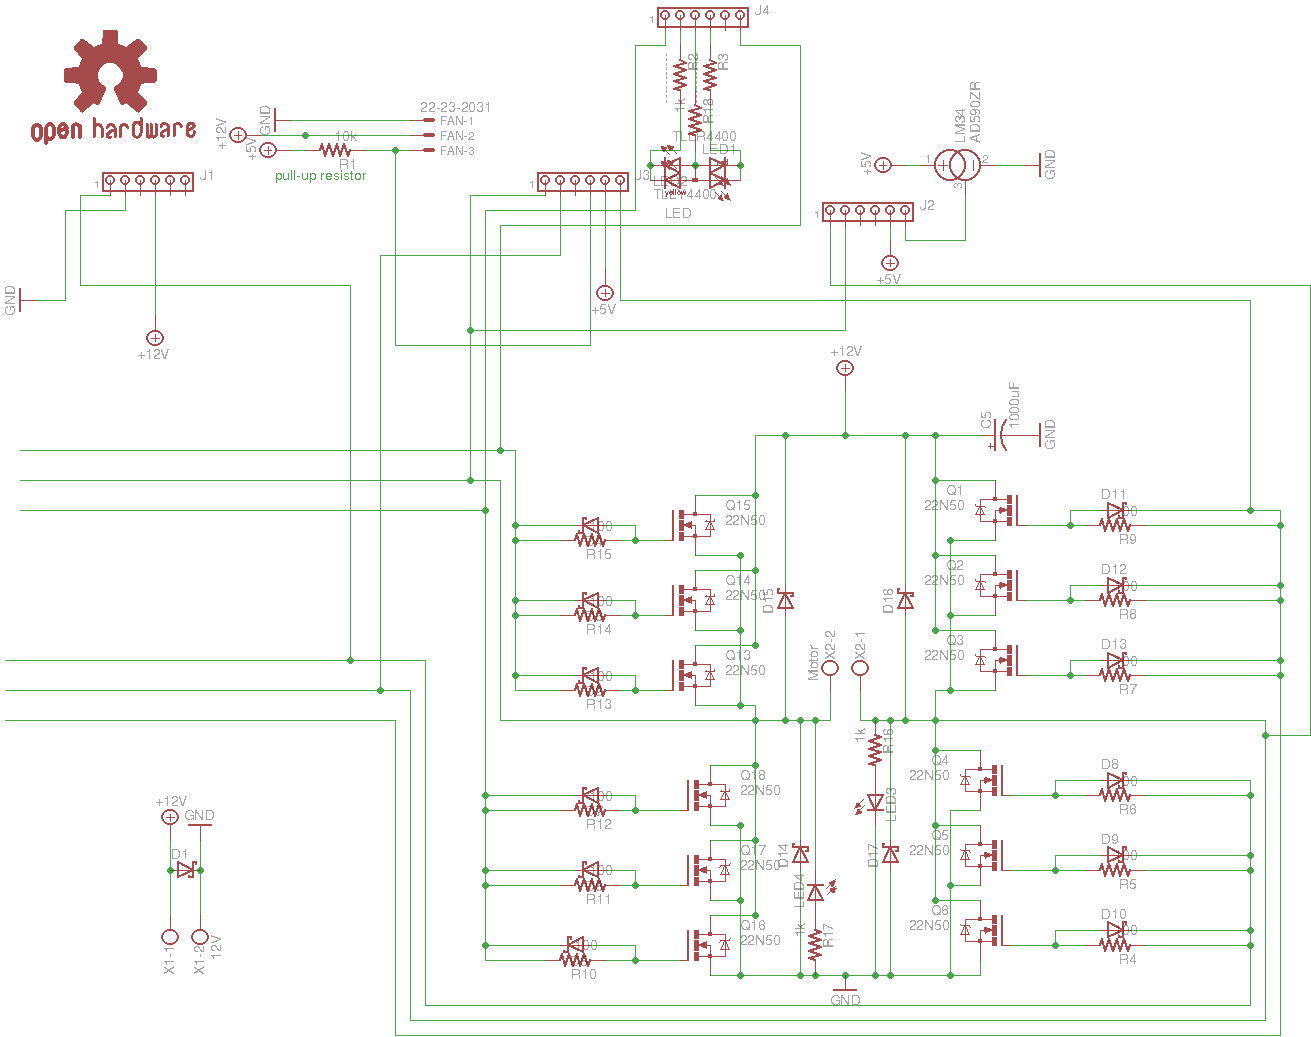 J4
1
R2
R3
1k
R18
TLLR4400
LED1
TLLY4400
yellow
LED
open hardware
+12V
GND
+5V
22-23-2031
FAN-1
FAN-2
FAN-3
10k
R1
pull-up resistor
J1
1
GND
+12V
J3
1
+5V
LM34
AD590ZR
+5V
1
2
3
GND
J2
1
+5V
+12V
C5
1000uF
+
GND
Q15
22N50
R15
Q14
22N50
R14
Q13
22N50
R13
D15
D16
Motor
X2-2
X2-1
Q1
22N50
D11
R9
Q2
22N50
D12
R8
Q3
22N50
D13
R7
1k
R16
LED3
Q18
22N50
R12
Q17
22N50
R11
Q16
22N50
R10
D14
D17
LED4
1k
R17
GND
Q4
22N50
D8
R6
Q5
22N50
D9
R5
Q6
22N50
D10
R4
+12V
GND
D1
X1-1
X1-2
12V